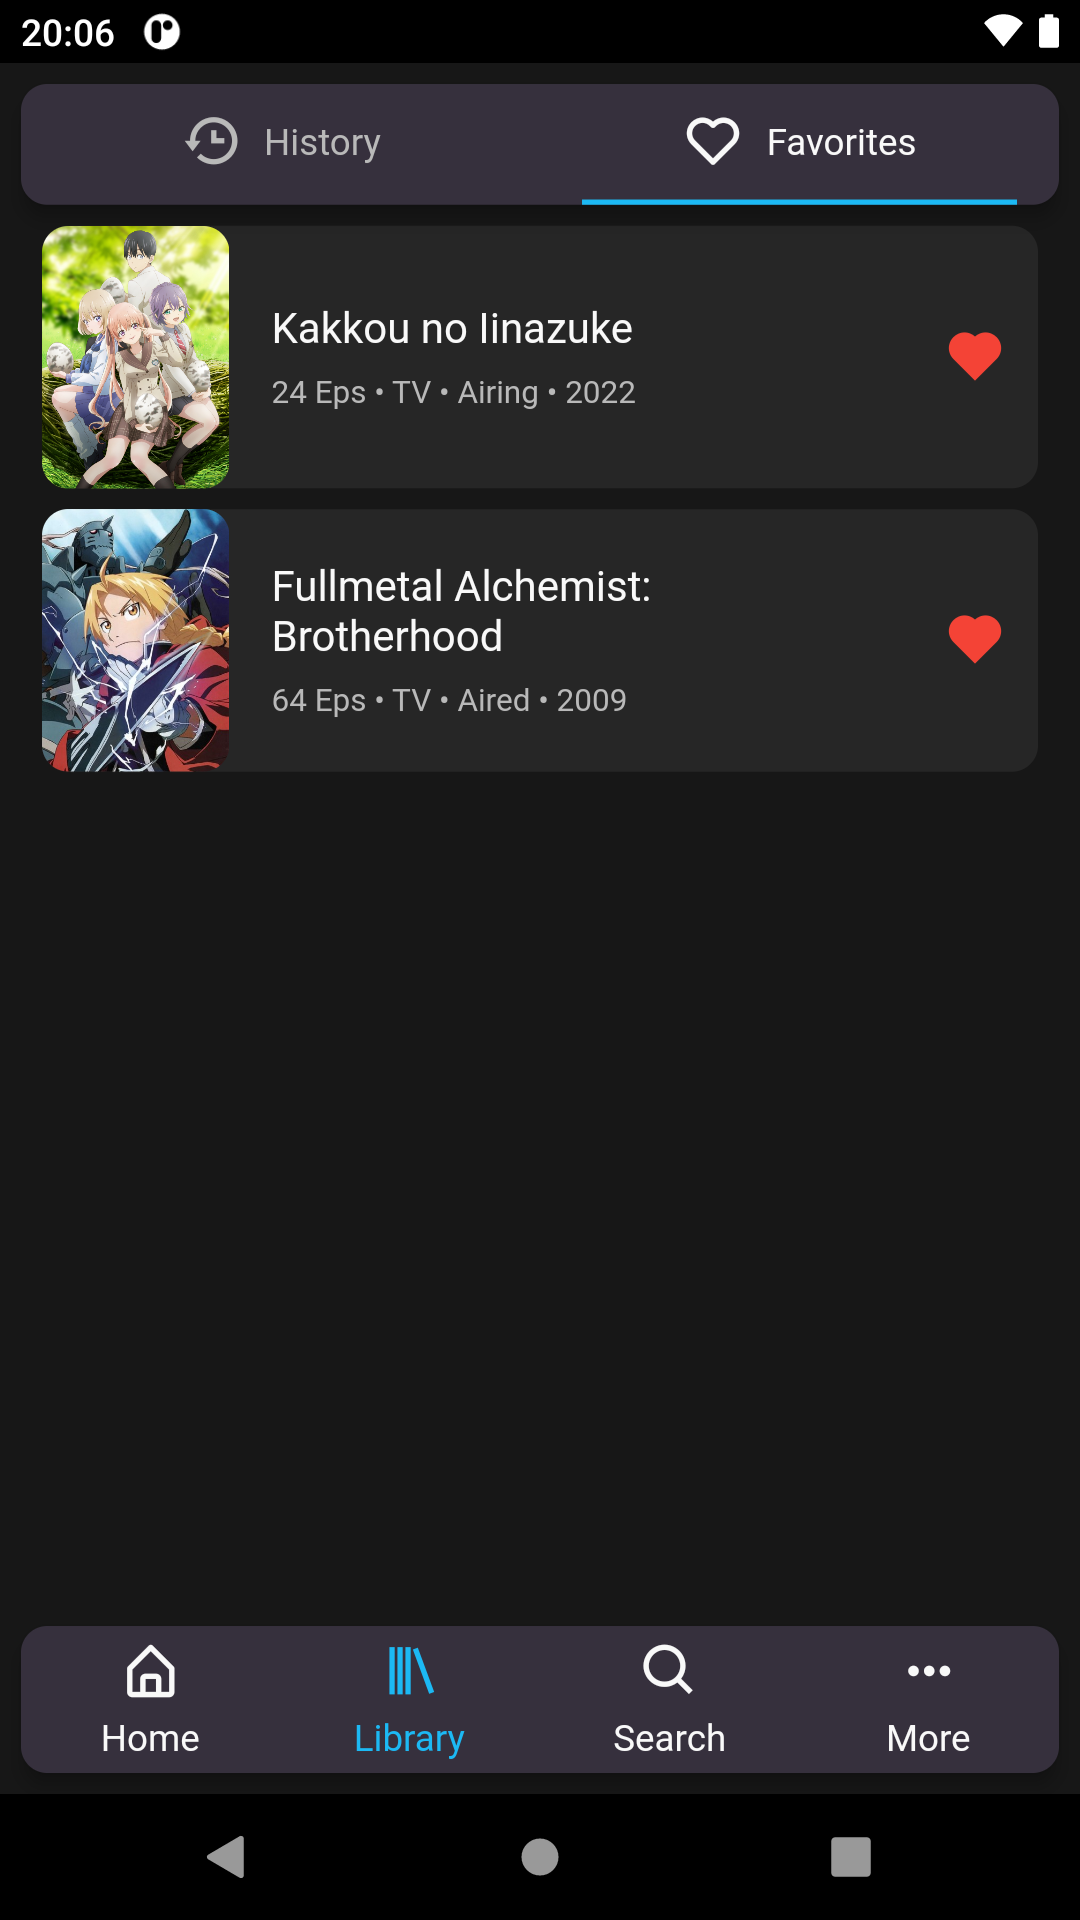 20:06
History
Favorites
Kakkou no Iinazuke
24 Eps • TV • Airing • 2022
Fullmetal Alchemist:
Brotherhood
64 Eps • TV • Aired • 2009
Home
Library
Search
More